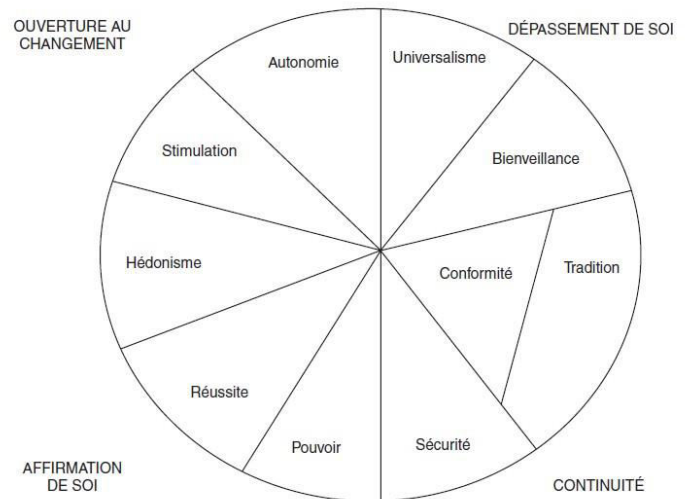 OUVERTURE AU
CHANGEMENT
DÉPASSEMENT DE SOI
Autonomie
Universalisme
Stimulation
Bienveillance
Hédonisme
Conformité
Tradition
Réussite
Pouvoir
Sécurité
AFFIRMATION
DE SOI
CONTINUITÉ